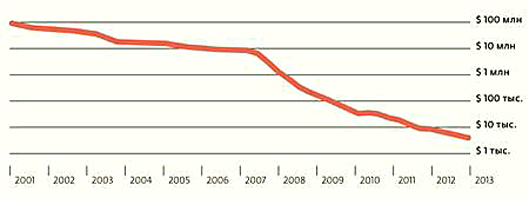 $ 100 млн
$ 10 млн
$ 1 млн
$ 100 тыс.
$ 10 тыс.
$ 1 тыс.
2001 2002 2003 2004 2005 2006 2007 2008 2009 2010 2011 2012 2013